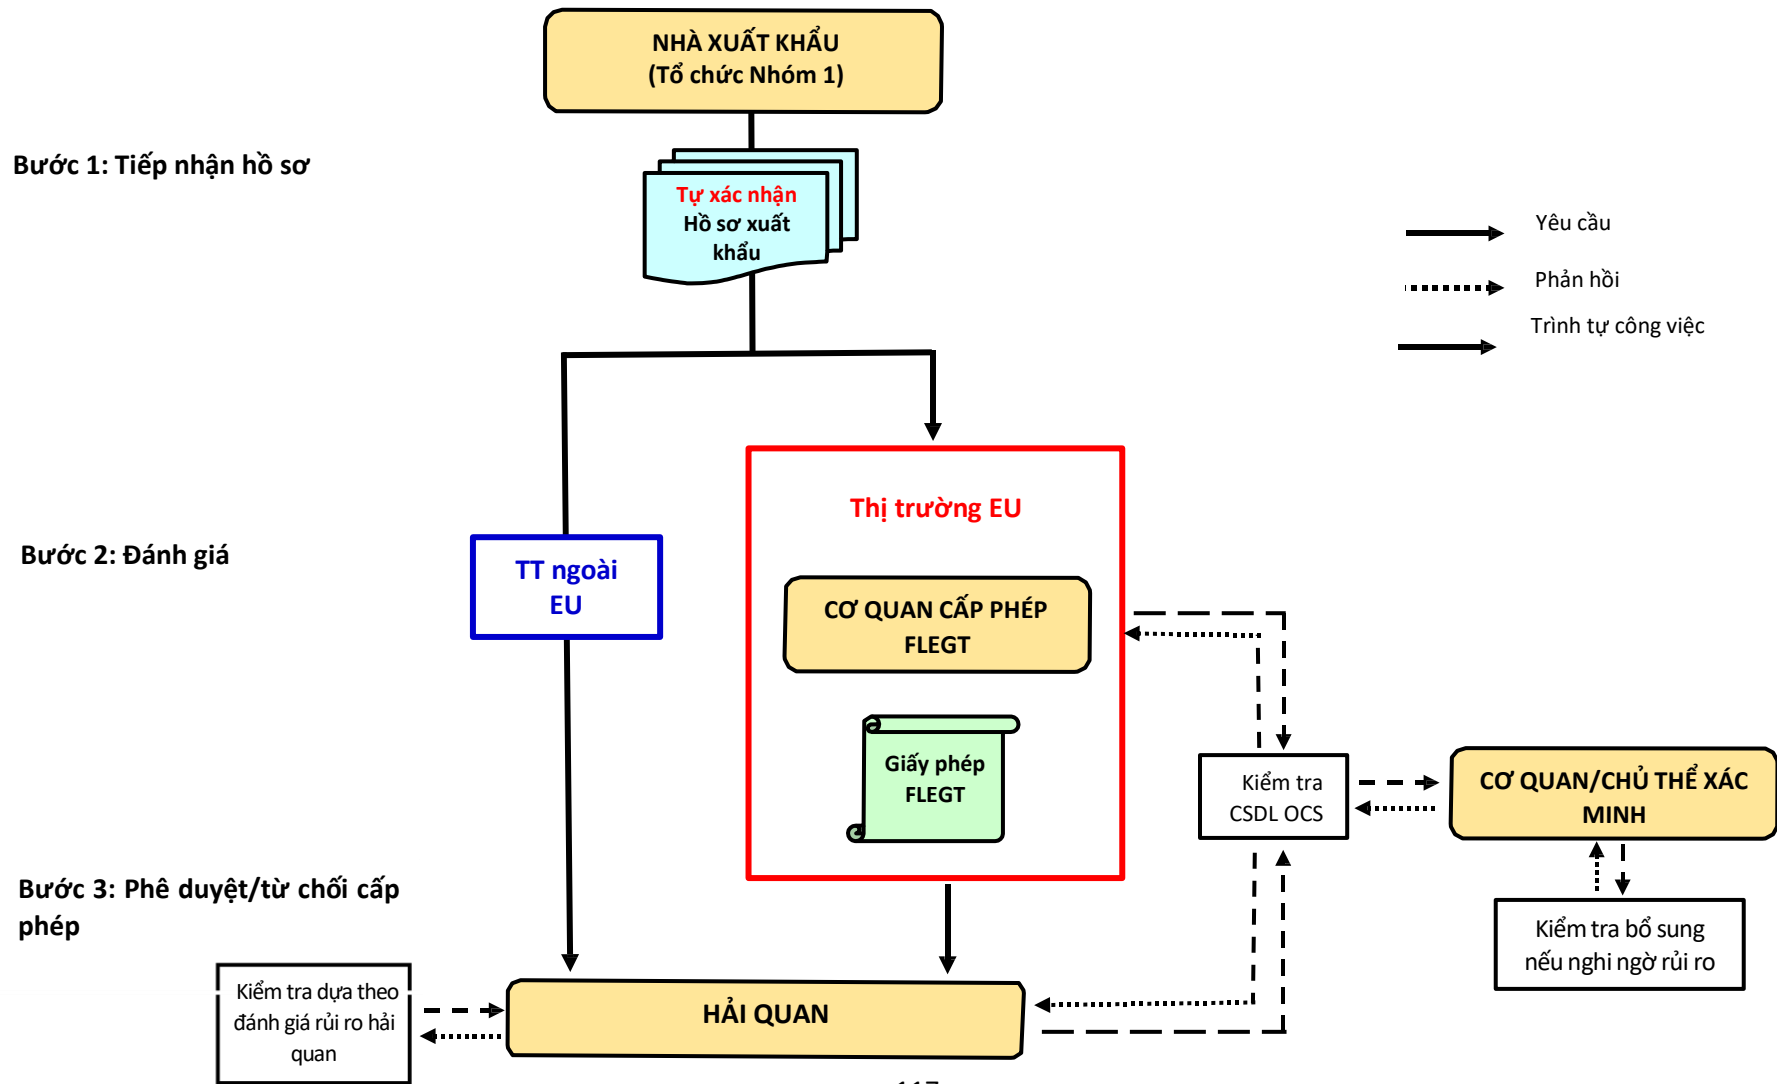 NHÀ XUẤT KHẨU
(Tổ chức Nhóm 1)
Bước 1: Tiếp nhận hồ sơ
Tự xác nhận
Hồ sơ xuất
khẩu
Yêu cầu
Phản hồi
Trình tự công việc
Thị trường EU
Bước 2: Đánh giá
TT ngoài
EU
CƠ QUAN CẤP PHÉP
FLEGT
Giấy phép
FLEGT
Kiểm tra
CSDL OCS
CƠ QUAN/CHỦ THỂ XÁC
MINH
Bước 3: Phê duyệt/từ chối cấp
phép
Kiểm tra bổ sung
nếu nghi ngờ rủi ro
Kiểm tra dựa theo
đánh giá rủi ro hải
quan
HẢI QUAN
117